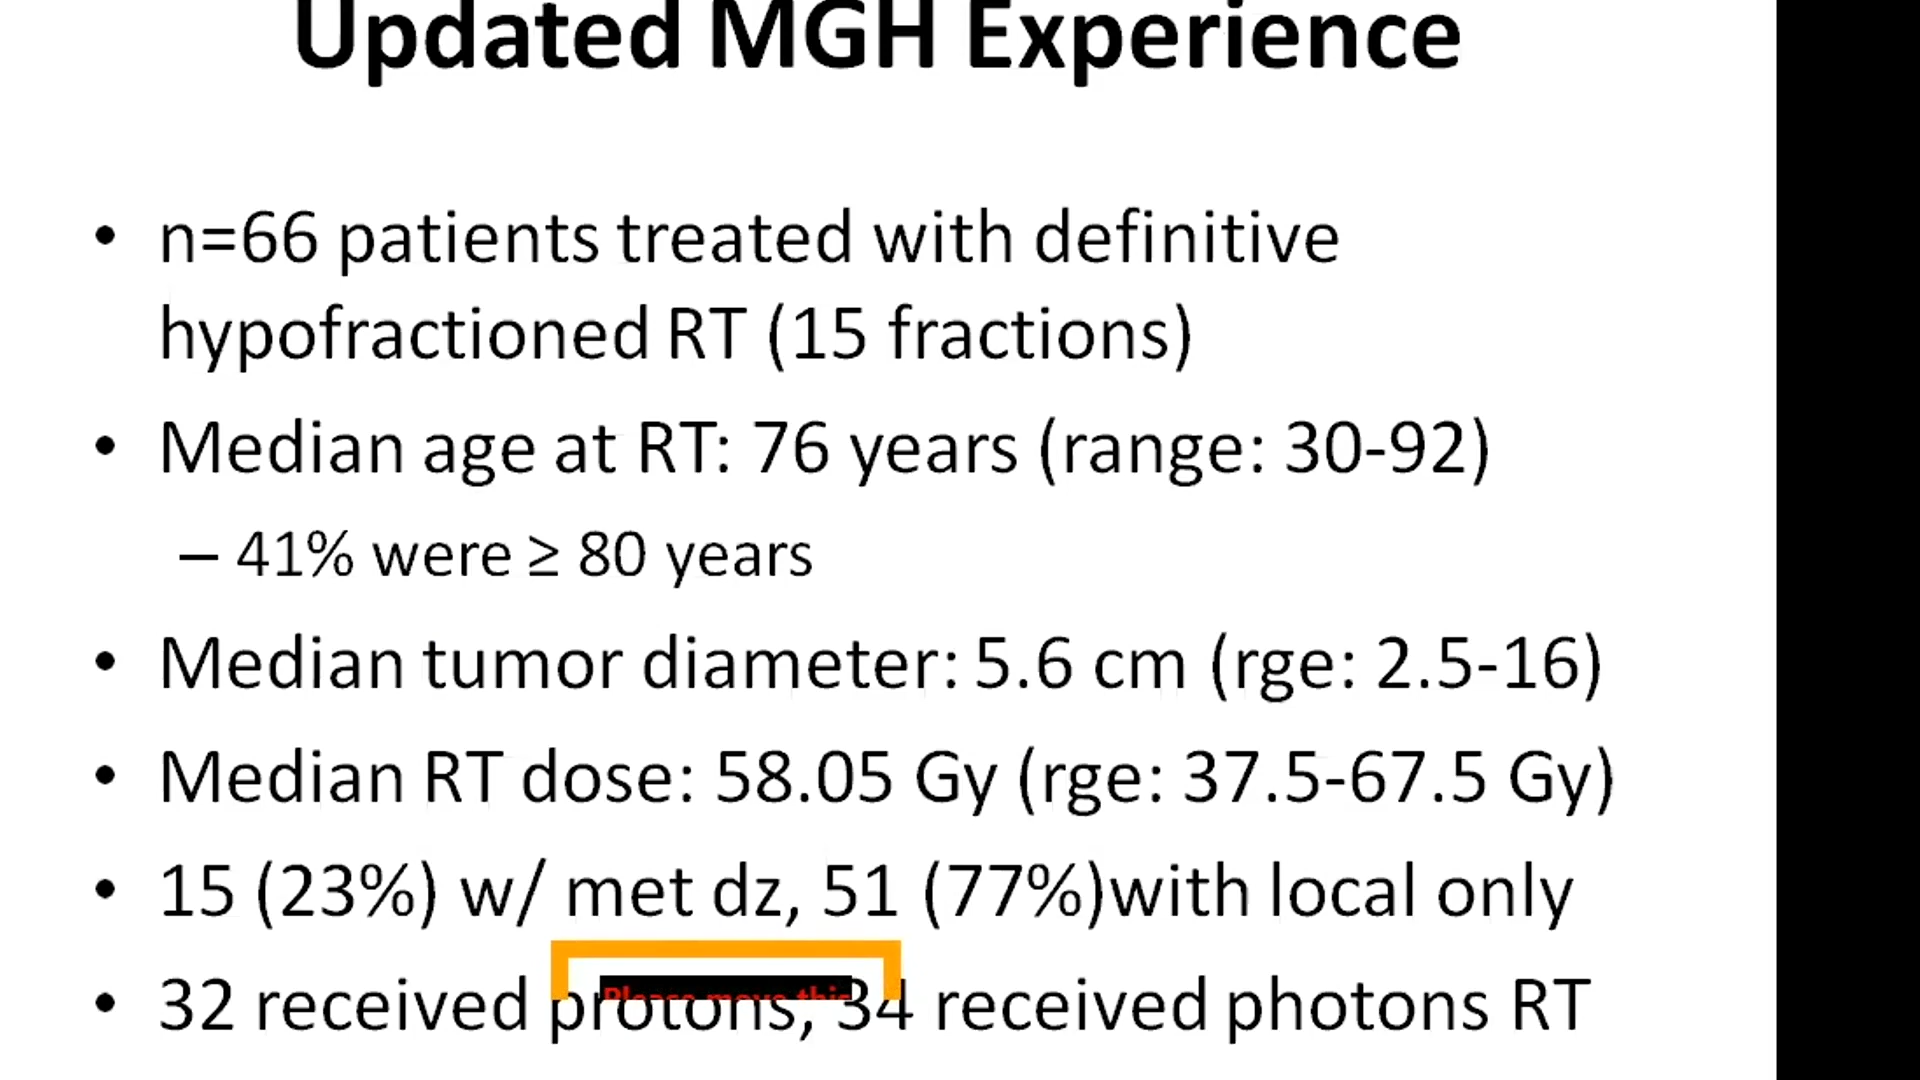 Updated MGH Experience
• n=66 patients treated with definitive
hypofractioned RT (15 fractions)
• Median age at RT: 76 years (range: 30-92)
– 41% were ≥ 80 years
• Median tumor diameter: 5.6 cm (rge: 2.5-16)
• Median RT dose: 58.05 Gy (rge: 37.5-67.5 Gy)
• 15 (23%) w/ met dz, 51 (77%)with local only
Please move this
• 32 received protons, 34 received photons RT